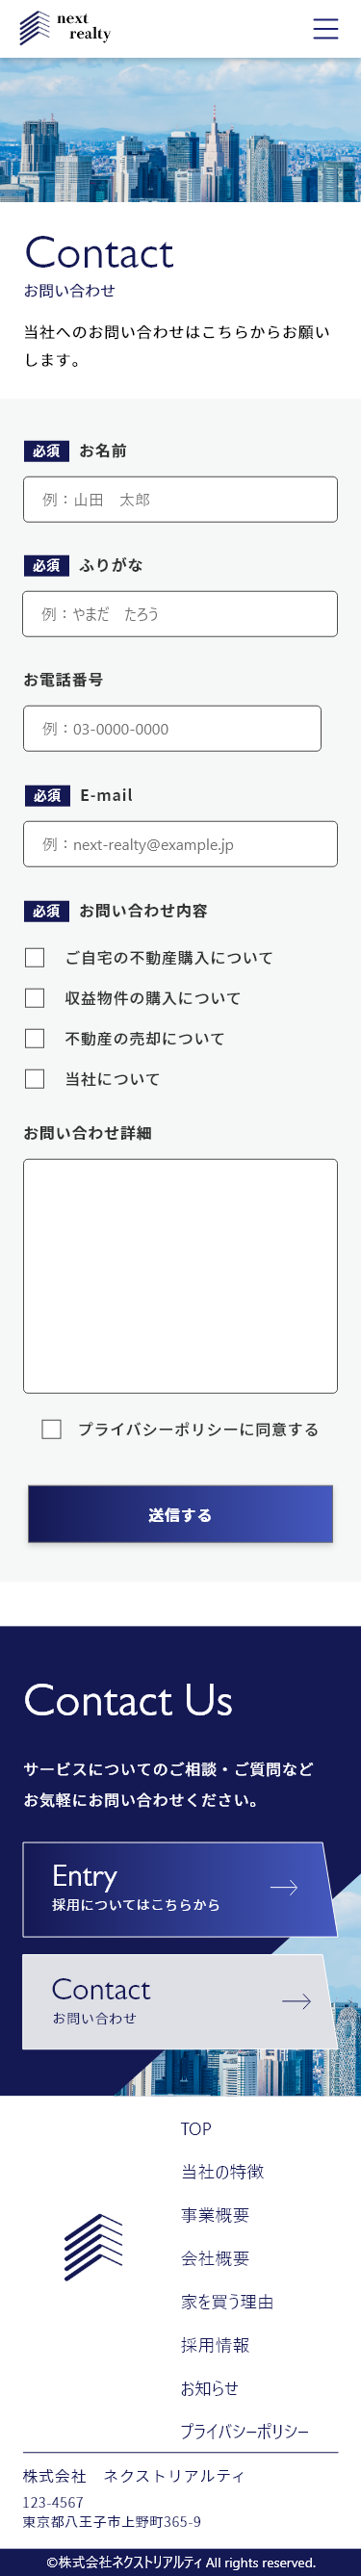 next
realty
Contact
お問い合わせ
当社へのお問い合わせはこちらからお願い
します。
必須 お名前
例：山田　太郎
必須 ふりがな
例：やまだ　たろう
お電話番号
例：03-0000-0000
必須 E-mail
例：next-realty@example.jp
必須 お問い合わせ内容
ご自宅の不動産購入について
収益物件の購入について
不動産の売却について
当社について
お問い合わせ詳細
プライバシーポリシーに同意する
送信する
Contact Us
サービスについてのご相談・ご質問など
お気軽にお問い合わせください。
Entry
採用についてはこちらから
Contact
お問い合わせ
TOP
当社の特徴
事業概要
会社概要
家を買う理由
採用情報
お知らせ
プライバシーポリシー
株式会社　ネクストリアルティ
123-4567
東京都八王子市上野町365-9
©株式会社ネクストリアルティ All rights reserved.